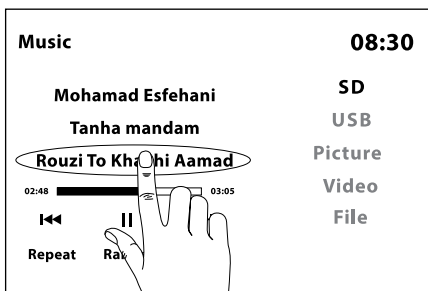 Music
08:30
Mohamad Esfehani
Tanha mandam
Rouzi To Aamad
02:48
03:05
Repeat
SD
USB
Picture
Video
File